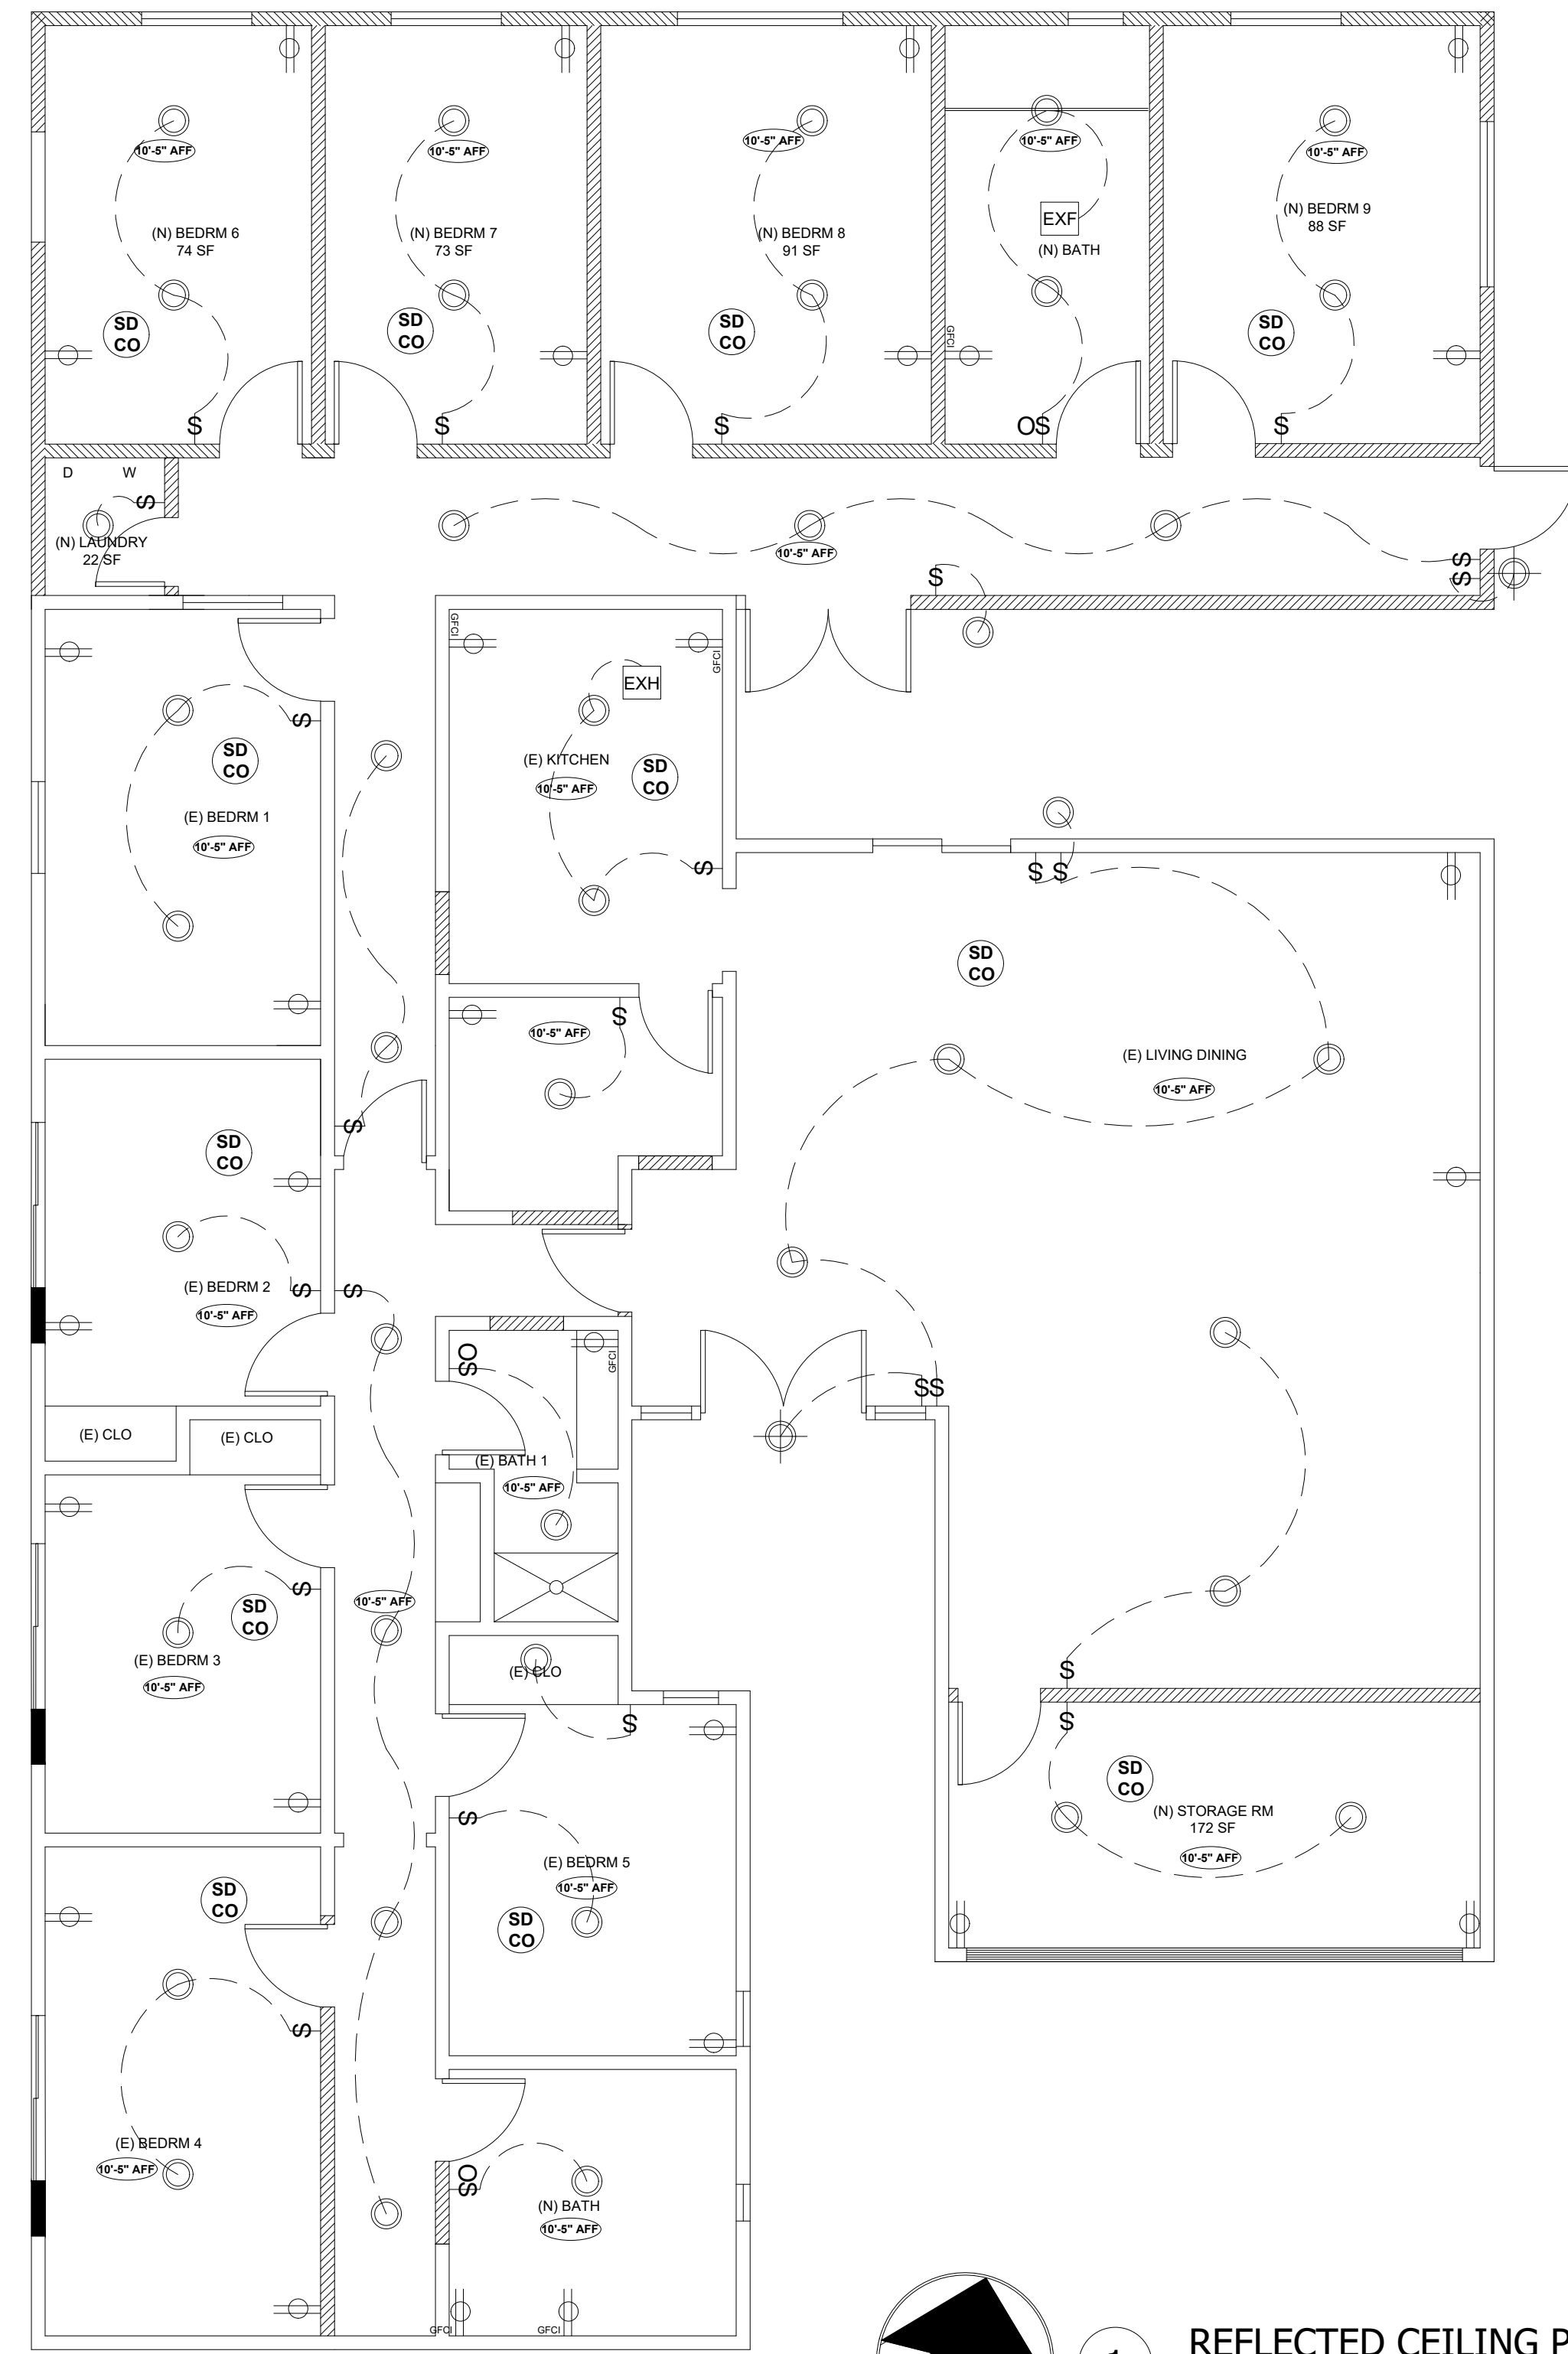 10'-5" AFF
10'-5" AFF
10'-5" AFF
10'-5" AFF
10'-5" AFF
(N) BEDRM 6
74 SF
(N) BEDRM 7
73 SF
(N) BEDRM 8
91 SF
EXF
(N) BATH
(N) BEDRM 9
88 SF
SD
CO
SD
CO
SD
CO
GFCI
SD
CO
S
S
S
OS
S
D
W
S
(N) LAUNDRY
22 SF
10'-5" AFF
S
S
S
GFCI
GFCI
EXH
S
SD
CO
(E) KITCHEN
10'-5" AFF
SD
CO
(E) BEDRM 1
10'-5" AFF
S
S
S
SD
CO
S
10'-5" AFF
(E) LIVING DINING
10'-5" AFF
S
SD
CO
(E) BEDRM 2
10'-5" AFF
S
S
OS
GFCI
SS
(E) CLO
(E) CLO
(E) BATH 1
10'-5" AFF
S
SD
CO
10'-5" AFF
(E) BEDRM 3
10'-5" AFF
(E) CLO
S
S
S
SD
CO
(N) STORAGE RM
172 SF
10'-5" AFF
S
(E) BEDRM 5
10'-5" AFF
SD
CO
SD
CO
S
(E) BEDRM 4
10'-5" AFF
OS
(N) BATH
10'-5" AFF
GFCI
GFCI
1
REFLECTED CEILING P